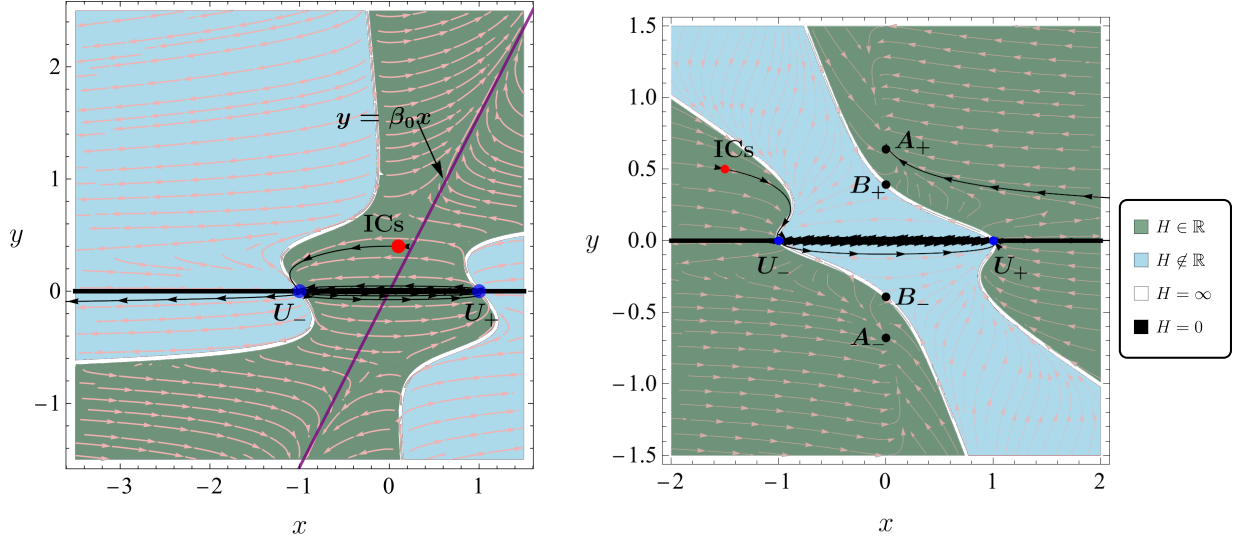 2
1
0
−1
y
−3
−2
−1
0
1
x
y = β₀x
ICs
U₋
U₊
1.5
1.0
0.5
0.0
−0.5
−1.0
−1.5
y
−2
−1
0
1
2
x
ICs
A₊
B₊
U₋
U₊
B₋
A₋
H ∈ ℝ
H ∉ ℝ
H = ∞
H = 0